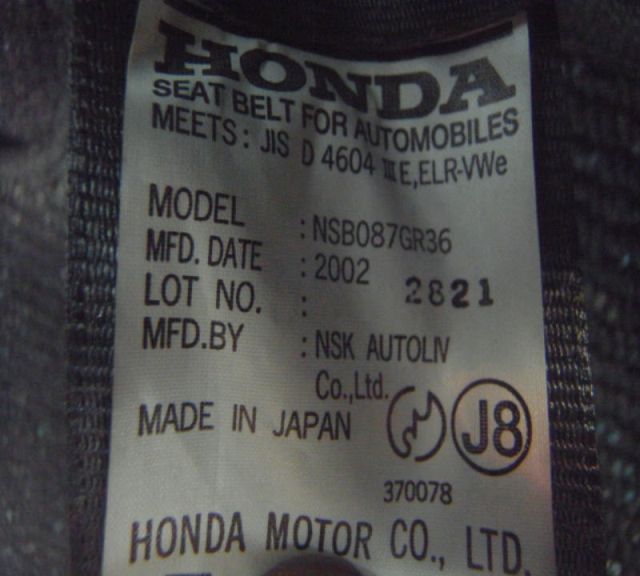 HONDA
SEAT BELT FOR AUTOMOBILES
MEETS: JIS D 4604 III E,ELR-VWe
MODEL : NSB087GR36
MFD. DATE : 2002
LOT NO. : 2821
MFD.BY : NSK AUTOLIV
Co.,Ltd.
MADE IN JAPAN J8
370078
HONDA MOTOR CO., LTD.